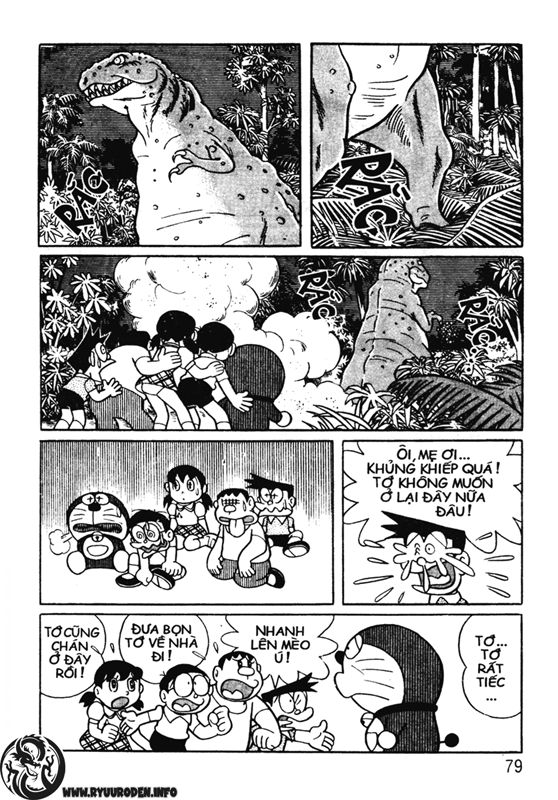 RẮC
RẮC
RẮC
RẮC
ÔI, MẸ ƠI...
KHỦNG KHIẾP QUÁ!
TỚ KHÔNG MUỐN
Ở LẠI ĐÂY NỮA
ĐÂU!
TỚ CŨNG
CHÁN
Ở ĐÂY
RỒI!
ĐƯA BỌN
TỚ VỀ NHÀ
ĐI!
NHANH
LÊN MÈO
Ú!
TỚ...
TỚ
RẤT
TIẾC
...
79
WWW.RYUURODEN.INFO